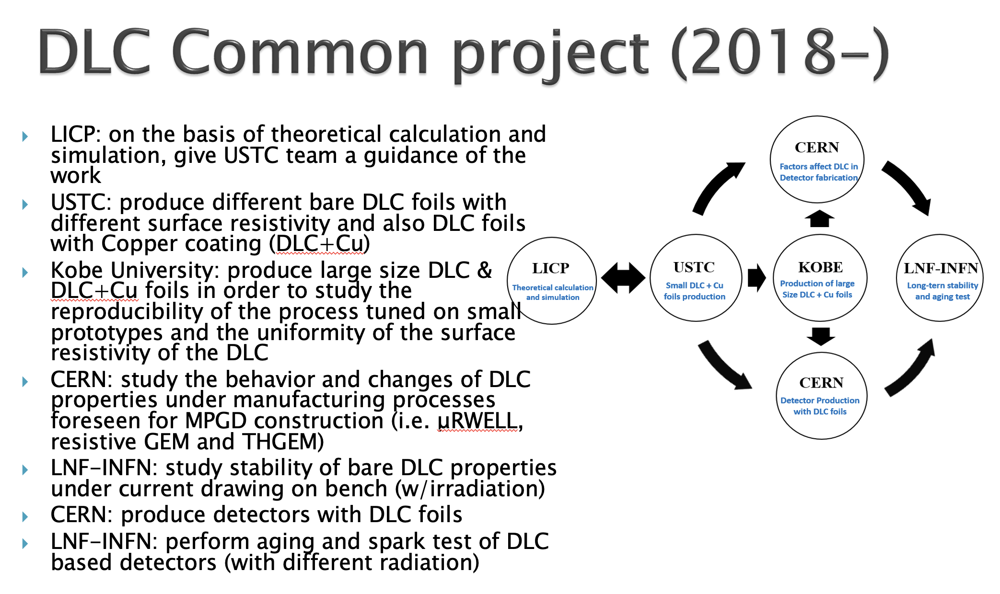 DLC Common project (2018-)
LICP: on the basis of theoretical calculation and
simulation, give USTC team a guidance of the
work
USTC: produce different bare DLC foils with
different surface resistivity and also DLC foils
with Copper coating (DLC+Cu)
Kobe University: produce large size DLC &
DLC+Cu foils in order to study the
reproducibility of the process tuned on small
prototypes and the uniformity of the surface
resistivity of the DLC
CERN: study the behavior and changes of DLC
properties under manufacturing processes
foreseen for MPGD construction (i.e. µRWELL,
resistive GEM and THGEM)
LNF-INFN: study stability of bare DLC properties
under current drawing on bench (w/irradiation)
CERN: produce detectors with DLC foils
LNF-INFN: perform aging and spark test of DLC
based detectors (with different radiation)
CERN
Factors affect DLC in
Detector fabrication
LICP
Theoretical calculation
and simulation
USTC
Small DLC + Cu
foils production
KOBE
Production of large
Size DLC + Cu foils
LNF-INFN
Long-tern stability
and aging test
CERN
Detector Production
with DLC foils